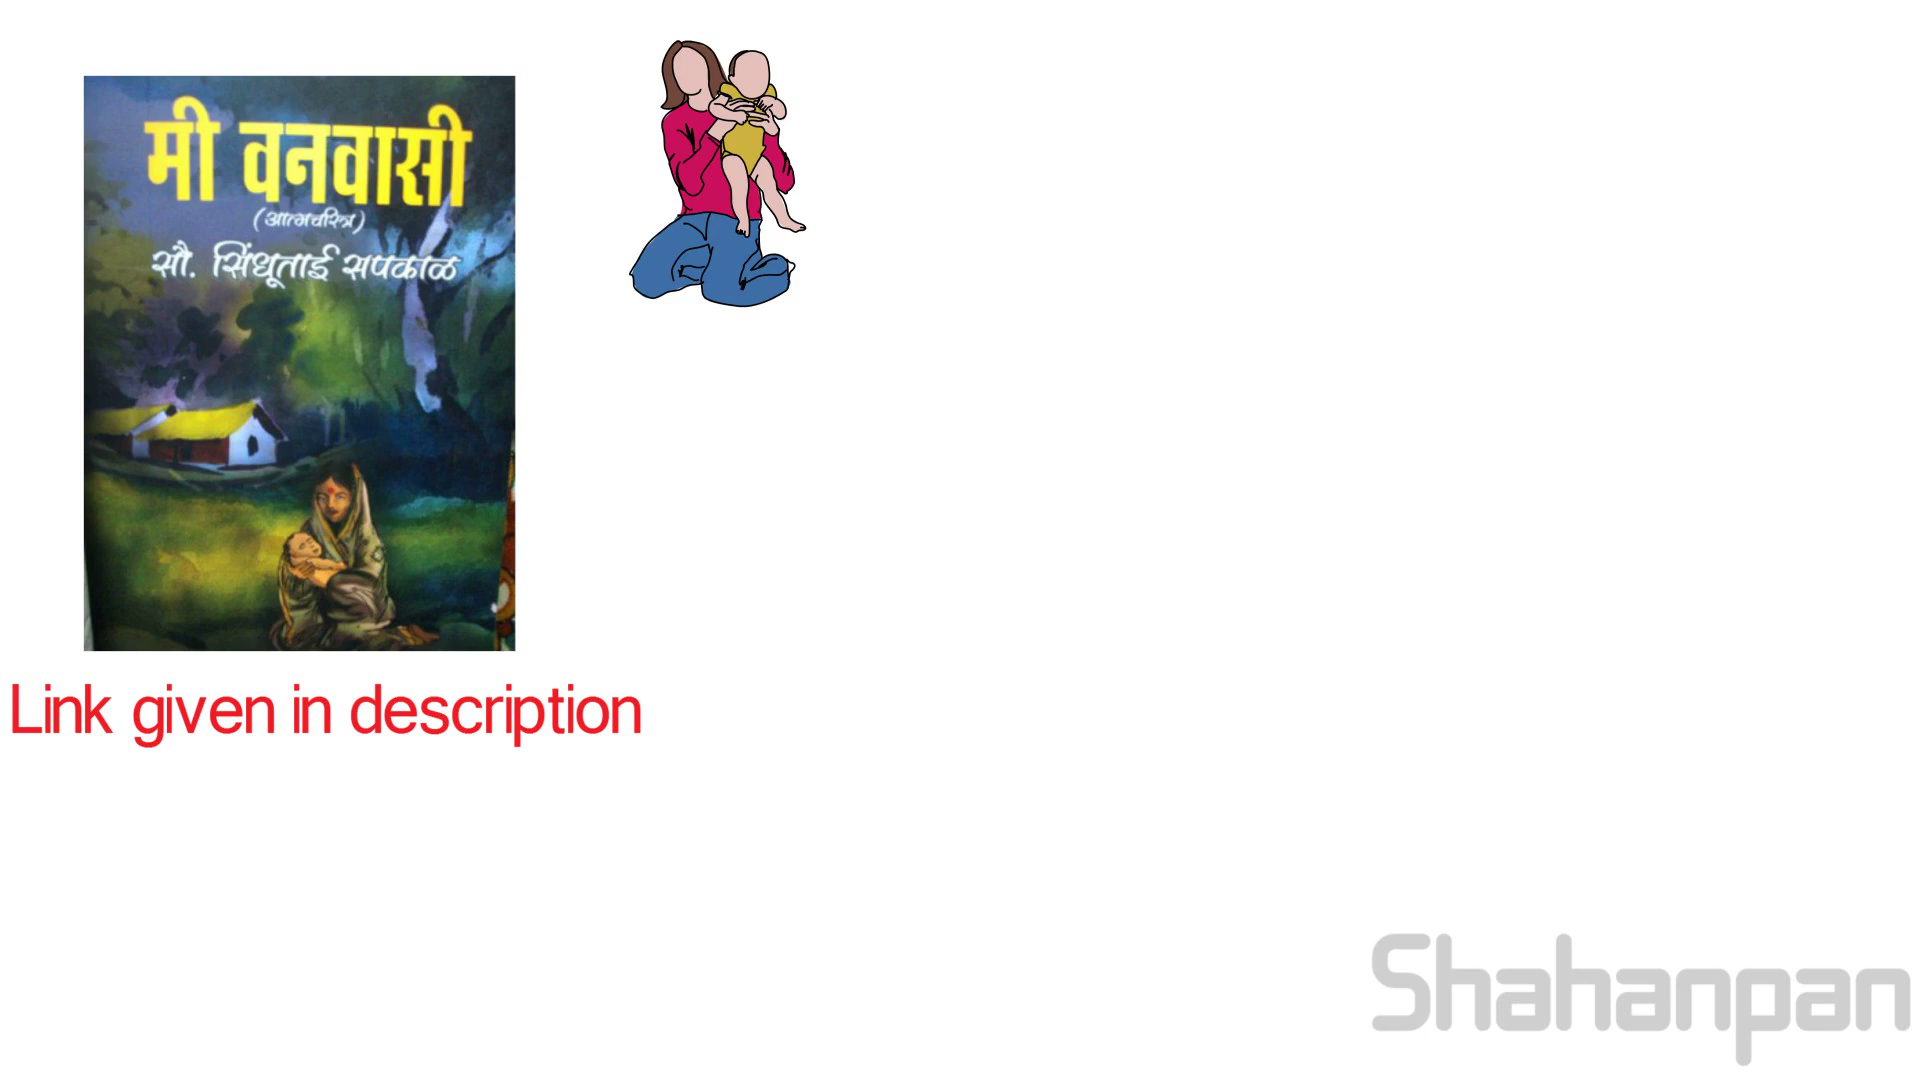 मी वनवासी
(आत्मचरित्र)
सौ. सिंधूताई सपकाळ
Link given in description
Shahanpan